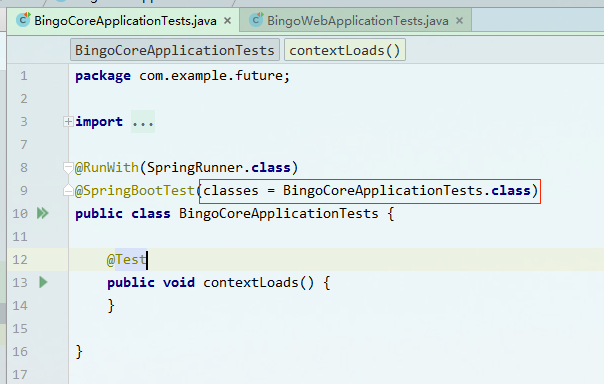 BingoCoreApplicationTests.java × BingoWebApplicationTests.java ×
BingoCoreApplicationTests contextLoads()
1 package com.example.future;
2
3 import ...
7
8 @RunWith(SpringRunner.class)
9 @SpringBootTest(classes = BingoCoreApplicationTests.class)
10 public class BingoCoreApplicationTests {
11
12 @Test
13 public void contextLoads() {
14 }
15
16 }
17